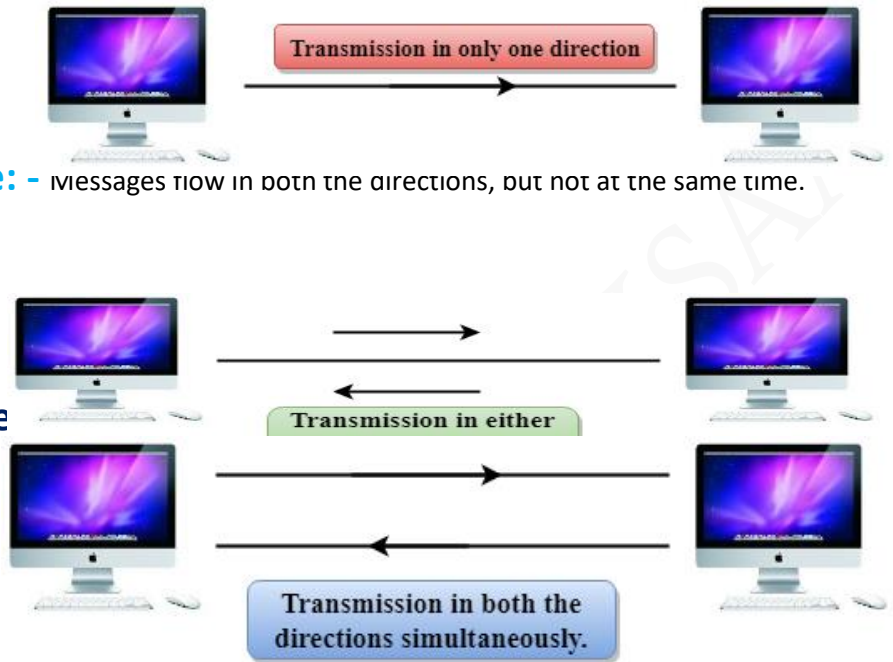 Transmission in only one direction
e: - Messages flow in both the directions, but not at the same time.
Transmission in either
e
Transmission in both the
directions simultaneously.